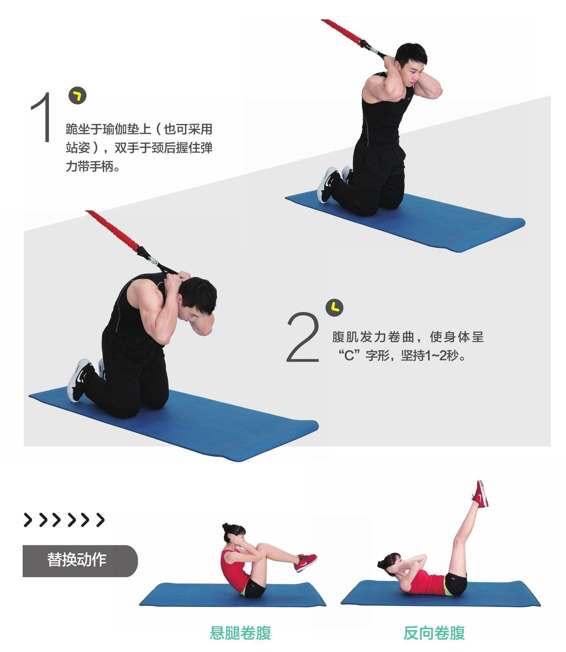 1
跪坐于瑜伽垫上（也可采用
站姿），双手于颈后握住弹
力带手柄。
2
腹肌发力卷曲，使身体呈
“C”字形，坚持1~2秒。
替换动作
悬腿卷腹
反向卷腹